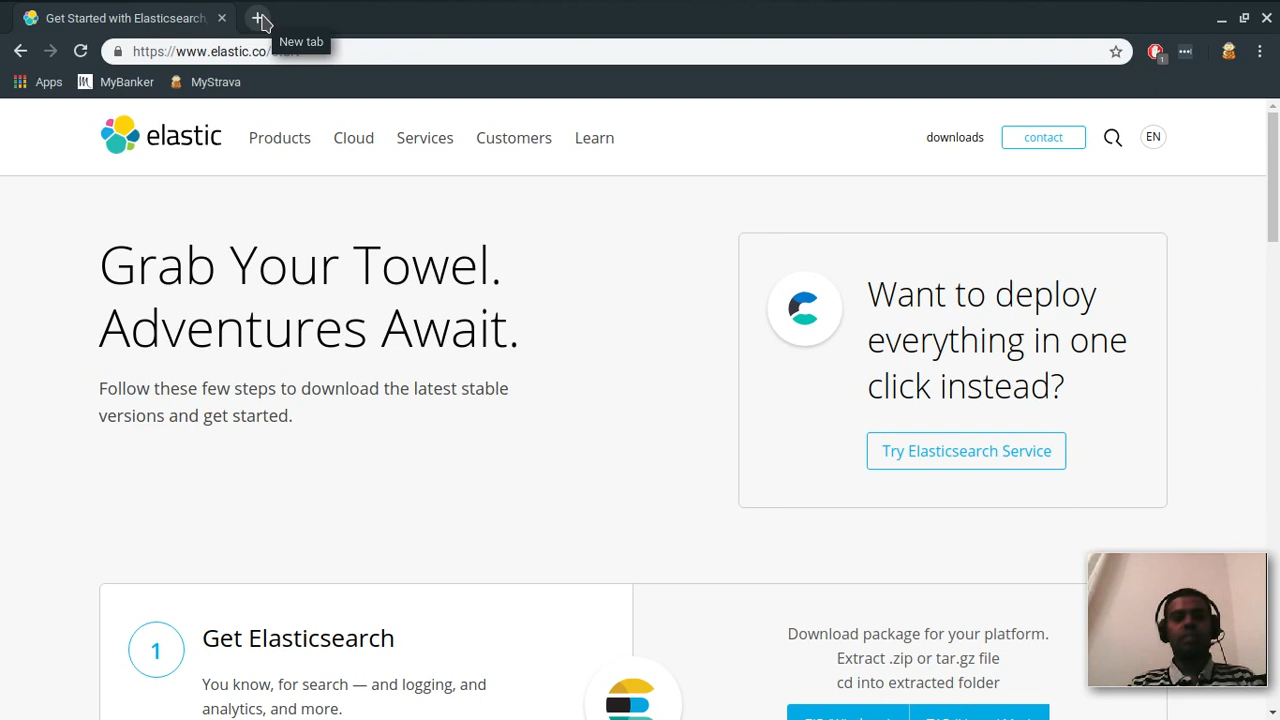 Get Started with Elasticsearch,
New tab
https://www.elastic.co/
1
Apps
MyBanker
MyStrava
elastic
Products
Cloud
Services
Customers
Learn
downloads
contact
EN
Grab Your Towel.
Adventures Await.
Follow these few steps to download the latest stable
versions and get started.
Want to deploy
everything in one
click instead?
Try Elasticsearch Service
1
Get Elasticsearch
You know, for search — and logging, and
analytics, and more.
Download package for your platform.
Extract .zip or tar.gz file
cd into extracted folder